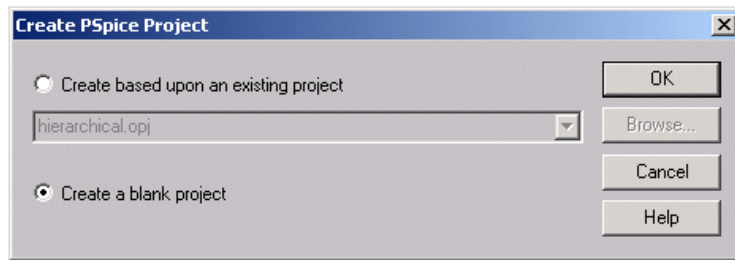 Create PSpice Project
Create based upon an existing project
OK
hierarchical.opj
Browse...
Create a blank project
Cancel
Help